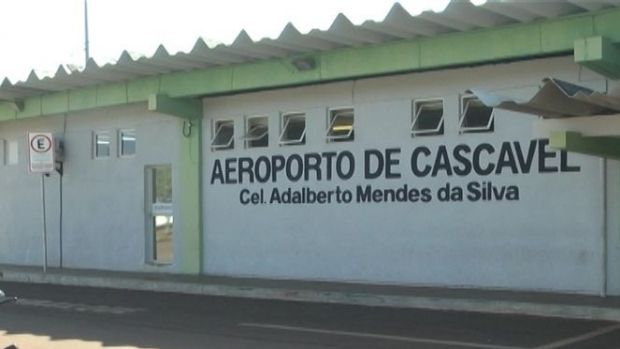 E
AEROPORTO DE CASCAVEL
Cel. Adalberto Mendes da Silva